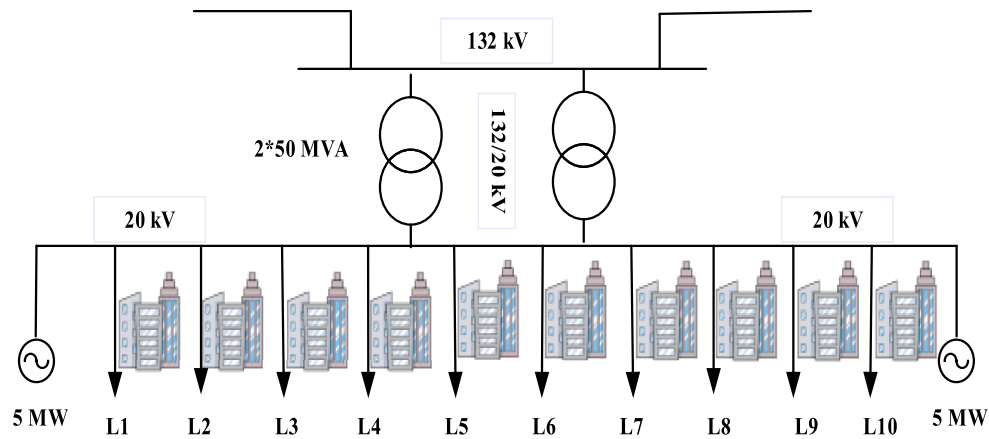 132 kV
2*50 MVA
132/20 kV
20 kV
20 kV
5 MW
L1
L2
L3
L4
L5
L6
L7
L8
L9
L10
5 MW